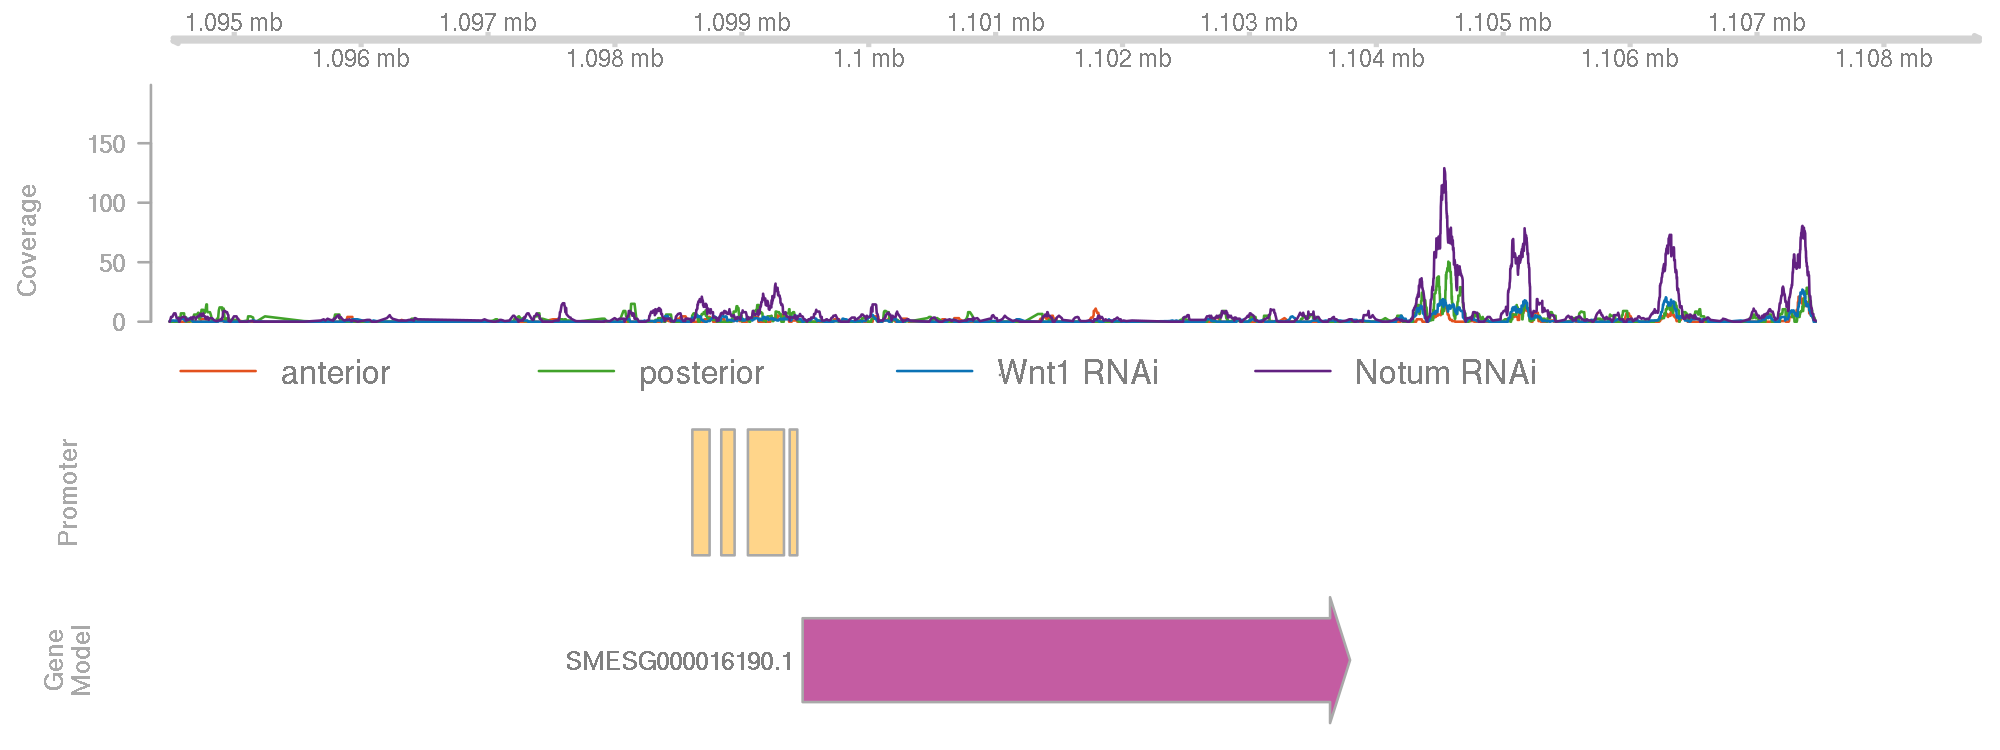 1.095 mb 1.097 mb 1.099 mb 1.101 mb 1.103 mb 1.105 mb 1.107 mb
1.096 mb 1.098 mb 1.1 mb 1.102 mb 1.104 mb 1.106 mb 1.108 mb
Coverage
150
100
50
0
anterior posterior Wnt1 RNAi Notum RNAi
Promoter
Gene
Model
SMESG000016190.1